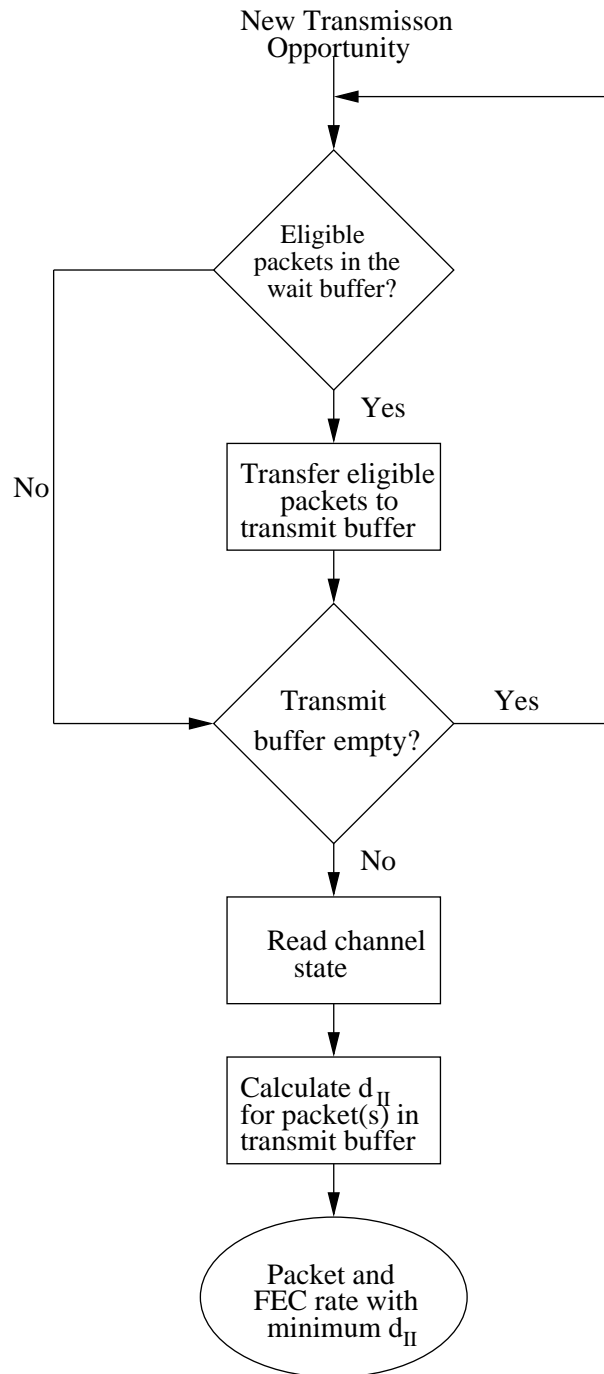 New Transmisson
Opportunity
Eligible
packets in the
wait buffer?
Yes
No
Transfer eligible
packets to
transmit buffer
Transmit
buffer empty?
Yes
No
Read channel
state
Calculate d_II
for packet(s) in
transmit buffer
Packet and
FEC rate with
minimum d_II